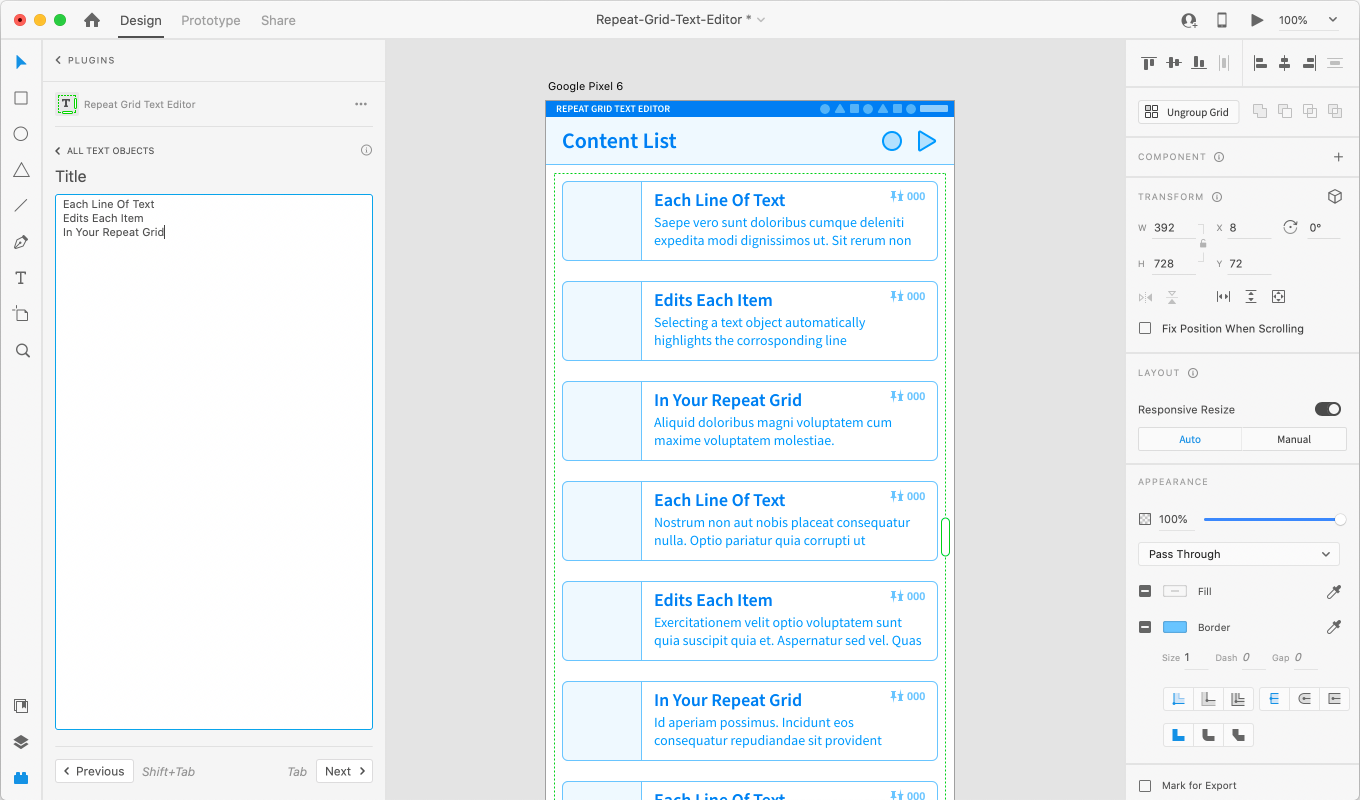 Design
Prototype
Share
Repeat-Grid-Text-Editor *
100%
PLUGINS
Repeat Grid Text Editor
ALL TEXT OBJECTS
Title
Each Line Of Text
Edits Each Item
In Your Repeat Grid
Previous
Shift+Tab
Tab
Next
Google Pixel 6
REPEAT GRID TEXT EDITOR
Content List
Each Line Of Text
000
Saepe vero sunt doloribus cumque deleniti
expedita modi dignissimos ut. Sit rerum non
Edits Each Item
000
Selecting a text object automatically
highlights the corrosponding line
In Your Repeat Grid
000
Aliquid doloribus magni voluptatem cum
maxime voluptatem molestiae.
Each Line Of Text
000
Nostrum non aut nobis placeat consequatur
nulla. Optio pariatur quia corrupti ut
Edits Each Item
000
Exercitationem velit optio voluptatem sunt
quia suscipit quia et. Aspernatur sed vel. Quas
In Your Repeat Grid
000
Id aperiam possimus. Incidunt eos
consequatur repudiandae sit provident
Each Line Of Text
000
Ungroup Grid
COMPONENT
TRANSFORM
W 392
X 8
0°
H 728
Y 72
Fix Position When Scrolling
LAYOUT
Responsive Resize
Auto
Manual
APPEARANCE
100%
Pass Through
Fill
Border
Size 1
Dash 0
Gap 0
Mark for Export